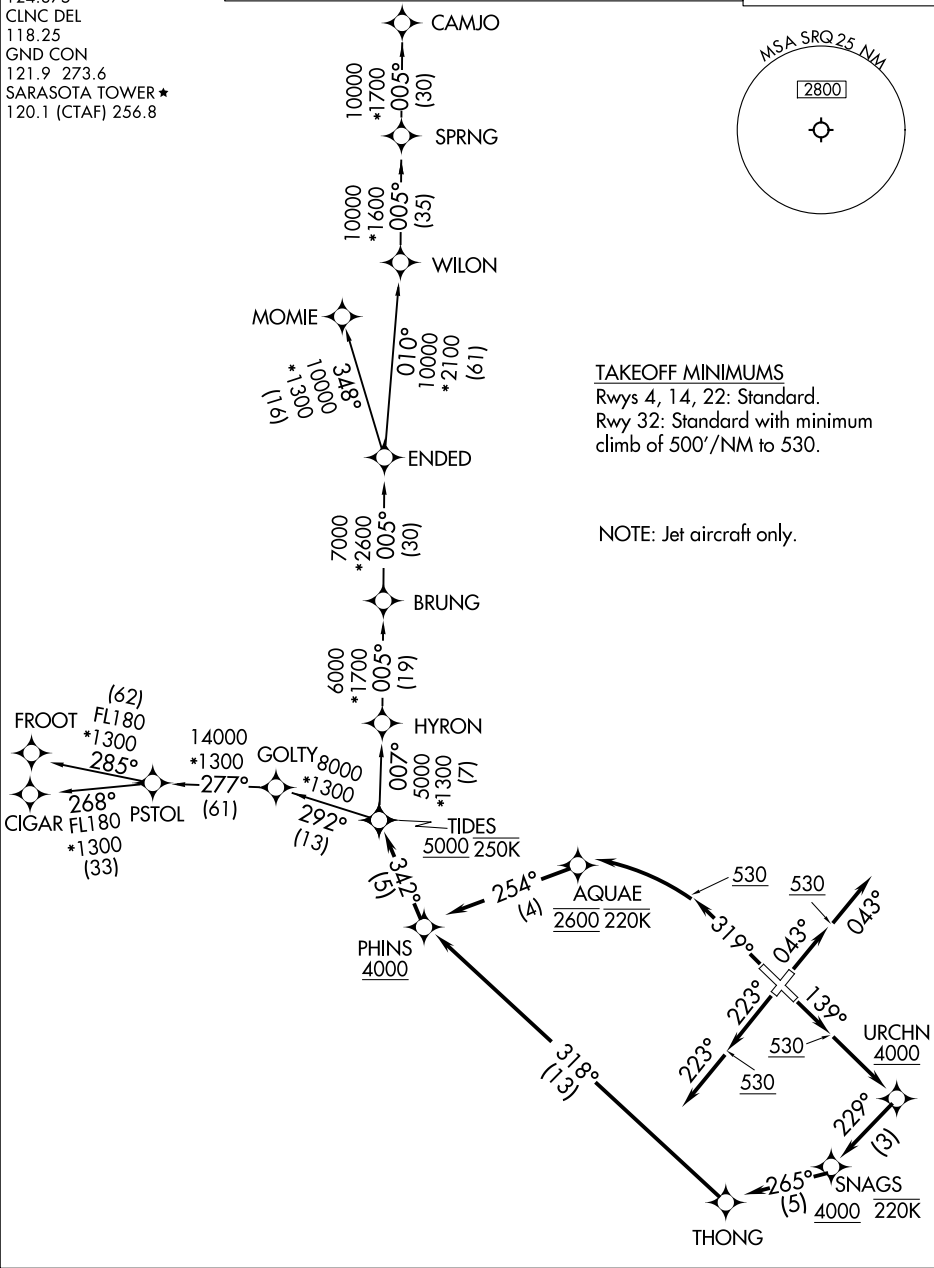 CLNC DEL
118.25
GND CON
121.9 273.6
SARASOTA TOWER★
120.1 (CTAF) 256.8
CAMJO
10000
*1700
005°
(30)
SPRNG
10000
*1600
005°
(35)
WILON
MSA SRQ 25 NM
2800
MOMIE
348°
10000
*1300
(16)
010°
10000
*2100
(61)
ENDED
TAKEOFF MINIMUMS
Rwys 4, 14, 22: Standard.
Rwy 32: Standard with minimum
climb of 500'/NM to 530.
NOTE: Jet aircraft only.
7000
*2600
005°
(30)
BRUNG
6000
*1700
005°
(19)
HYRON
007°
5000
*1300
(7)
FROOT
(62)
FL180
*1300
285°
CIGAR
268°
FL180
*1300
(33)
PSTOL
14000
*1300
277°
(61)
GOLTY
8000
*1300
292°
(13)
TIDES
5000 250K
342°
(5)
PHINS
4000
254°
(4)
AQUAE
2600 220K
530
319°
530
043°
043°
223°
223°
530
139°
530
URCHN
4000
229°
(3)
SNAGS
4000 220K
265°
(5)
THONG
318°
(13)